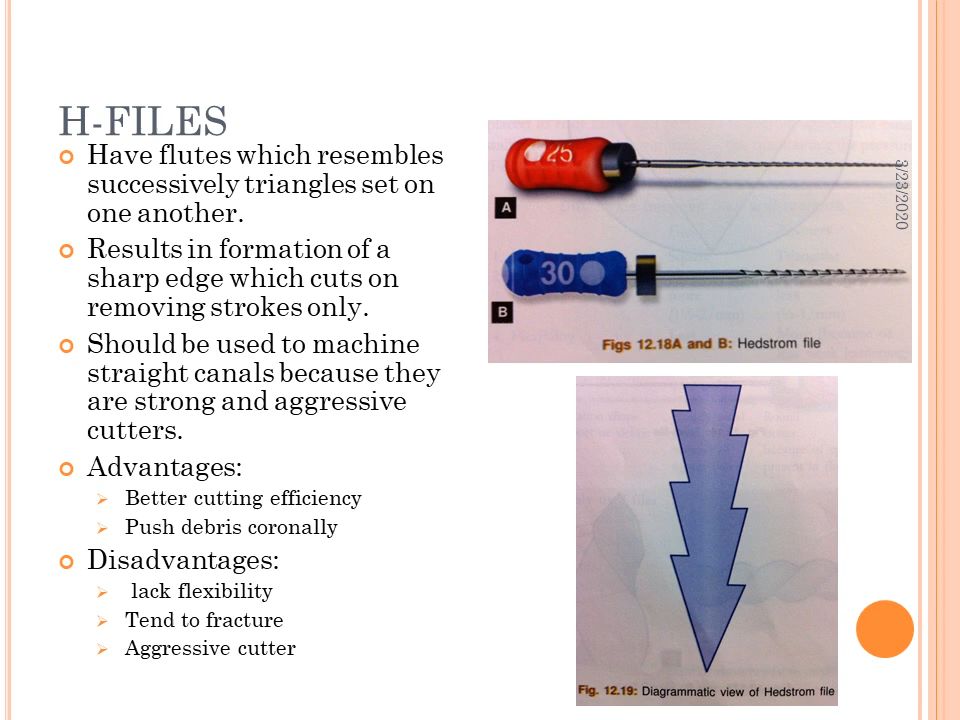 H-FILES
Have flutes which resembles
successively triangles set on
one another.
Results in formation of a
sharp edge which cuts on
removing strokes only.
Should be used to machine
straight canals because they
are strong and aggressive
cutters.
Advantages:
Better cutting efficiency
Push debris coronally
Disadvantages:
lack flexibility
Tend to fracture
Aggressive cutter
25
A
30
B
Figs 12.18A and B: Hedstrom file
3/23/2020
Fig. 12.19: Diagrammatic view of Hedstrom file